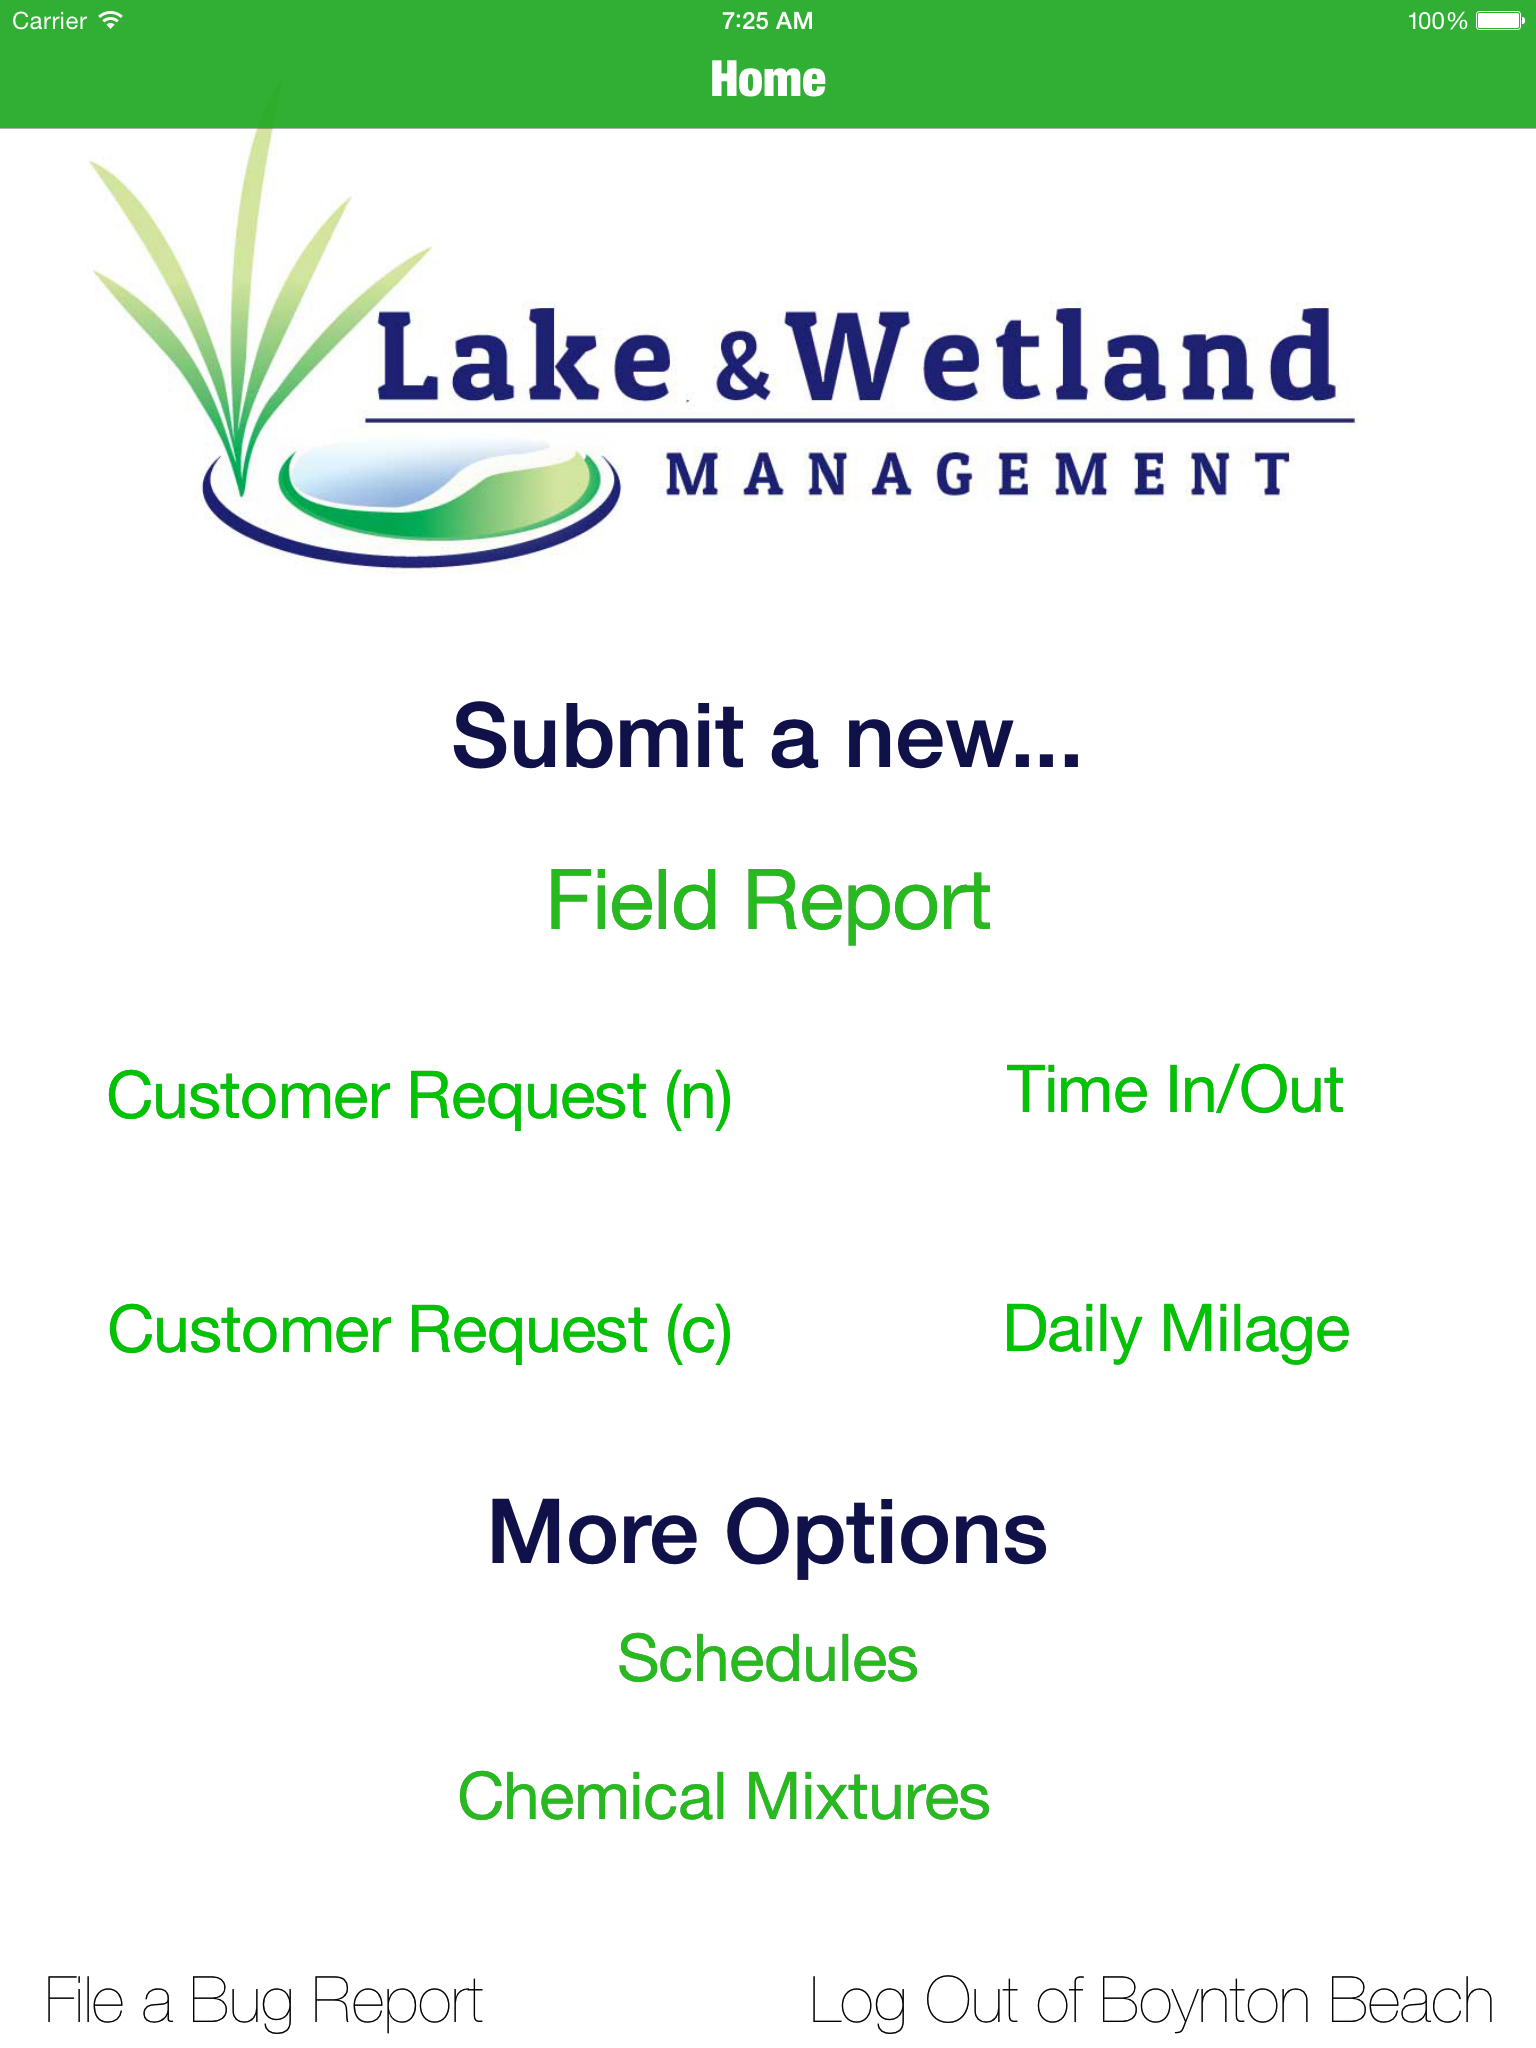 Carrier 7:25 AM 100%
Home
Lake & Wetland
MANAGEMENT
Submit a new...
Field Report
Customer Request (n) Time In/Out
Customer Request (c) Daily Milage
More Options
Schedules
Chemical Mixtures
File a Bug Report Log Out of Boynton Beach